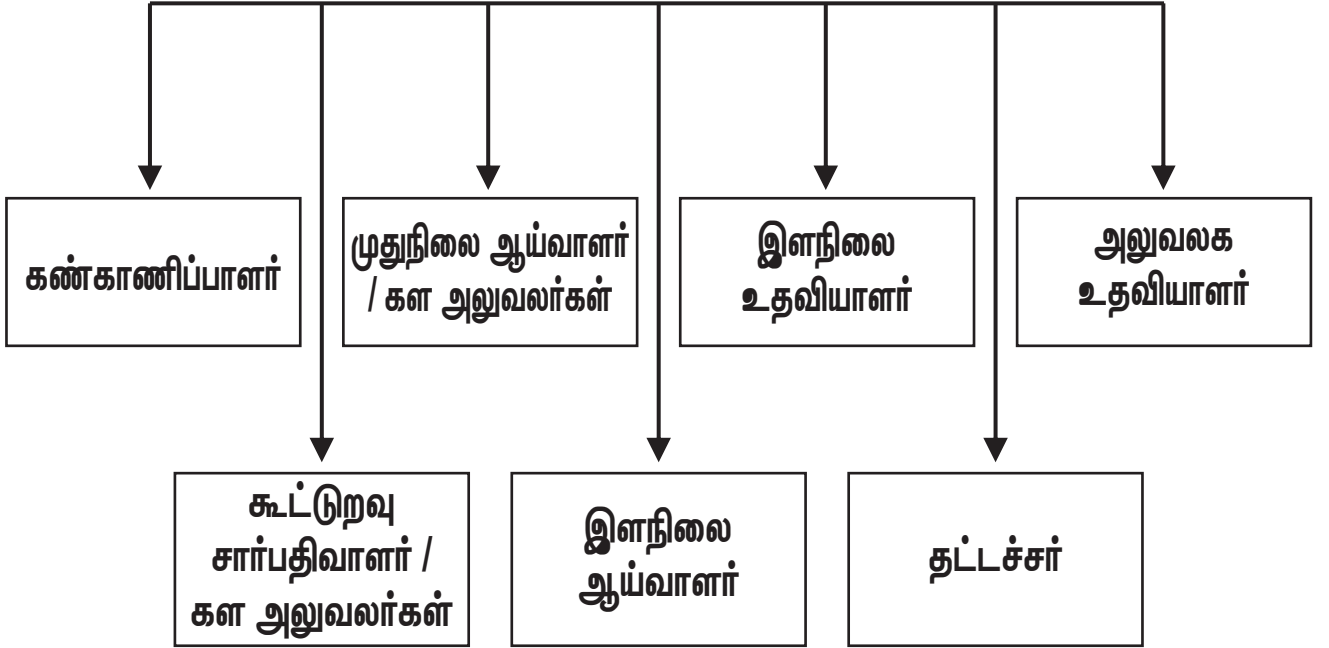 கண்காணிப்பாளர்
முதுநிலை ஆய்வாளர்
/ கள அலுவலர்கள்
இளநிலை
உதவியாளர்
அலுவலக
உதவியாளர்
கூட்டுறவு
சார்பதிவாளர் /
கள அலுவலர்கள்
இளநிலை
ஆய்வாளர்
தட்டச்சர்